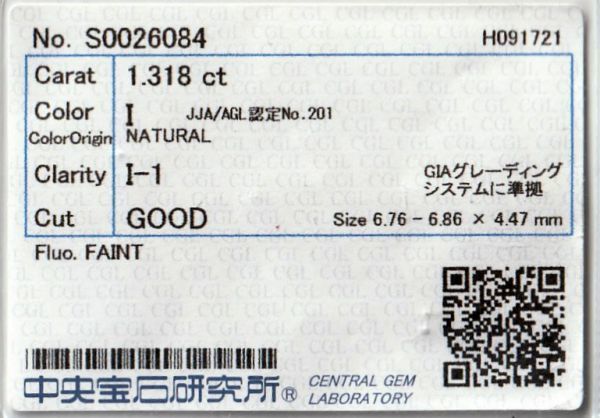 No. S0026084 H091721
Carat 1.318 ct
Color I JJA/AGL認定No.201
ColorOrigin NATURAL
Clarity I-1 GIAグレーディング
システムに準拠
Cut GOOD Size 6.76 - 6.86 × 4.47 mm
Fluo. FAINT
中央宝石研究所® CENTRAL GEM
LABORATORY